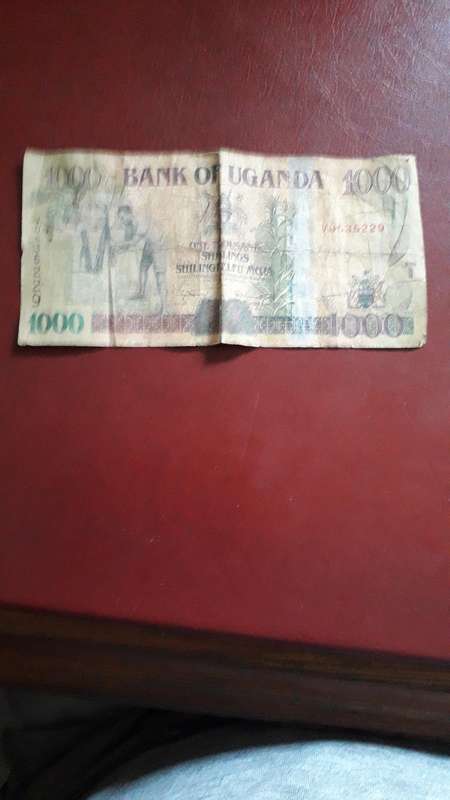 1000 BANK OF UGANDA 1000
ONE THOUSAND
SHILLINGS
SHILINGI ELFU MOJA
1000
1000